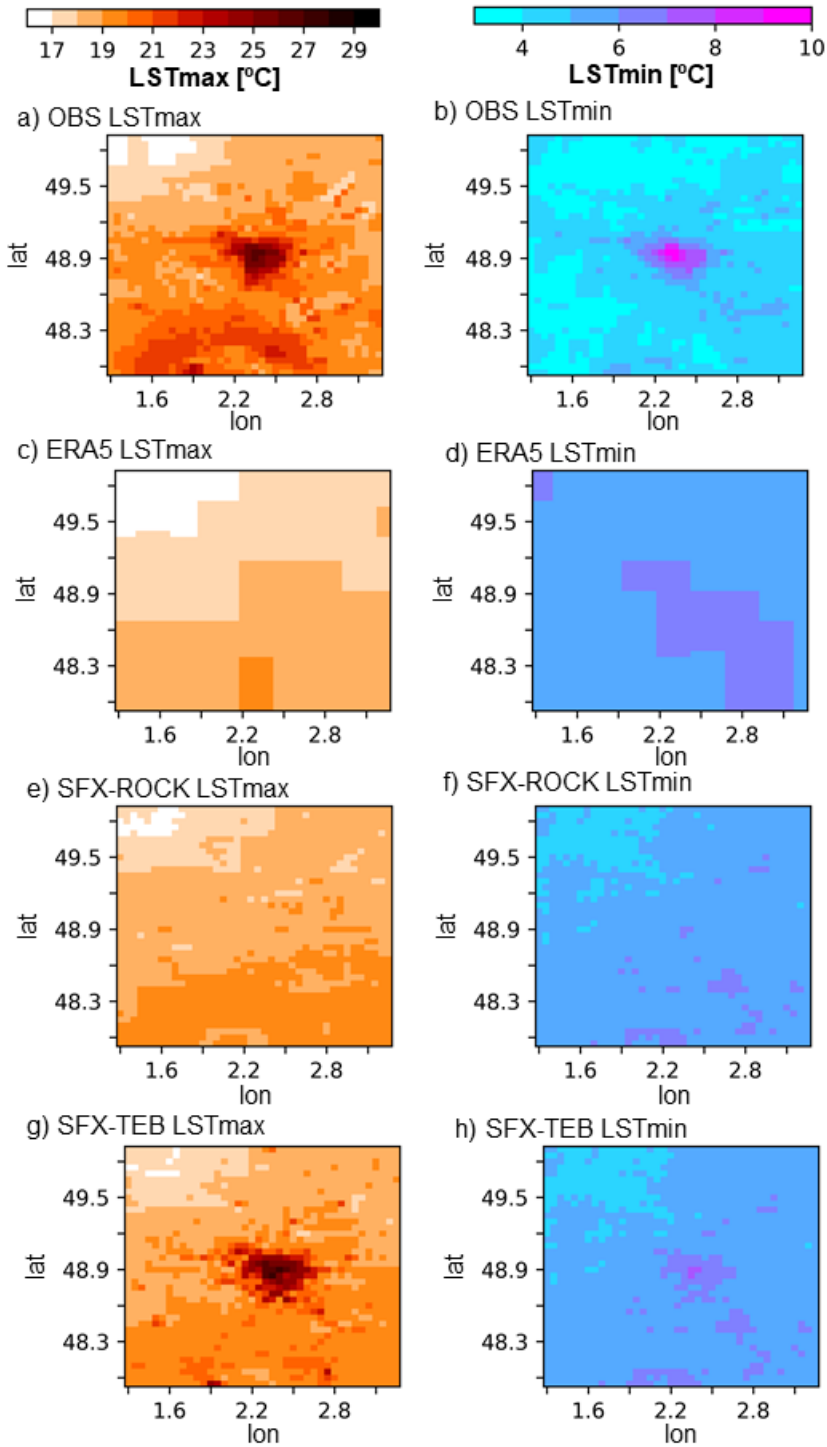 17 19 21 23 25 27 29
LSTmax [ºC]
4 6 8 10
LSTmin [ºC]
a) OBS LSTmax
49.5
48.9
48.3
lat
1.6 2.2 2.8
lon
b) OBS LSTmin
49.5
48.9
48.3
lat
1.6 2.2 2.8
lon
c) ERA5 LSTmax
49.5
48.9
48.3
lat
1.6 2.2 2.8
lon
d) ERA5 LSTmin
49.5
48.9
48.3
lat
1.6 2.2 2.8
lon
e) SFX-ROCK LSTmax
49.5
48.9
48.3
lat
1.6 2.2 2.8
lon
f) SFX-ROCK LSTmin
49.5
48.9
48.3
lat
1.6 2.2 2.8
lon
g) SFX-TEB LSTmax
49.5
48.9
48.3
lat
1.6 2.2 2.8
lon
h) SFX-TEB LSTmin
49.5
48.9
48.3
lat
1.6 2.2 2.8
lon